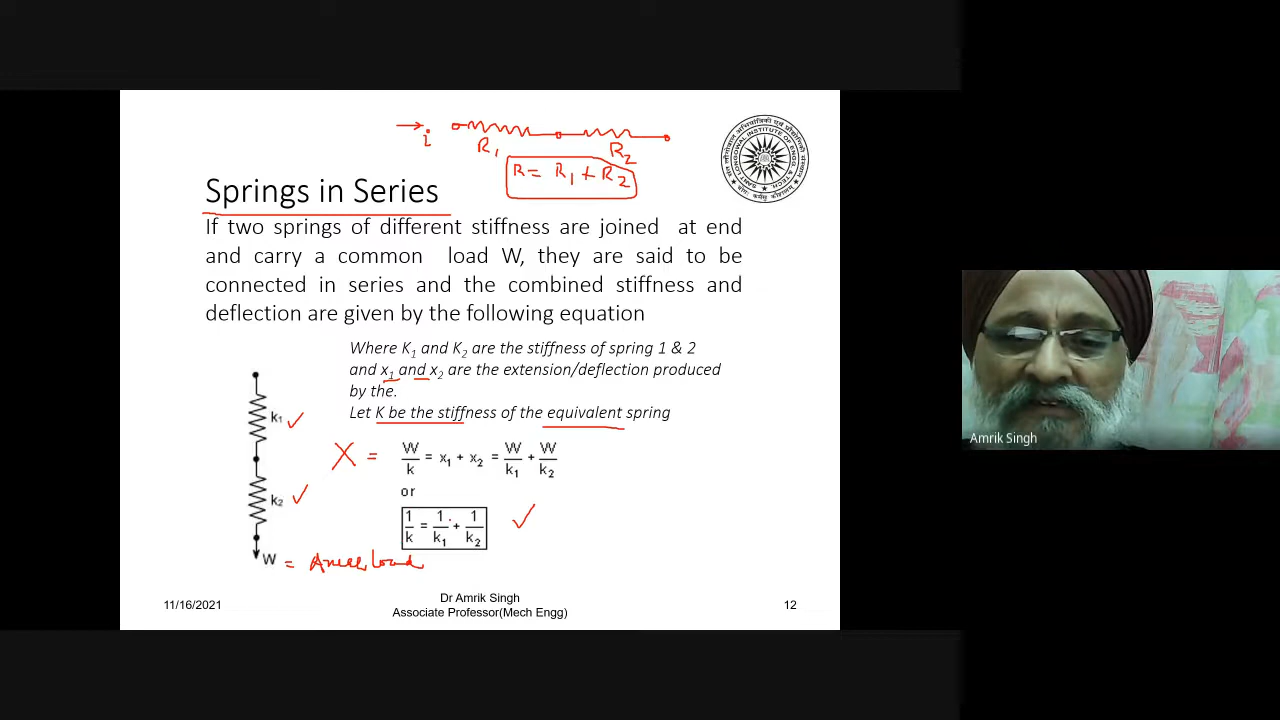 i
R1
R2
R = R1 + R2
Springs in Series
If two springs of different stiffness are joined at end
and carry a common load W, they are said to be
connected in series and the combined stiffness and
deflection are given by the following equation
Where K1 and K2 are the stiffness of spring 1 & 2
and x1 and x2 are the extension/deflection produced
by the.
Let K be the stiffness of the equivalent spring
k1
k2
W = load
X = W/k = x1 + x2 = W/k1 + W/k2
or
1/k = 1/k1 + 1/k2
11/16/2021
Dr Amrik Singh
Associate Professor(Mech Engg)
12
Amrik Singh